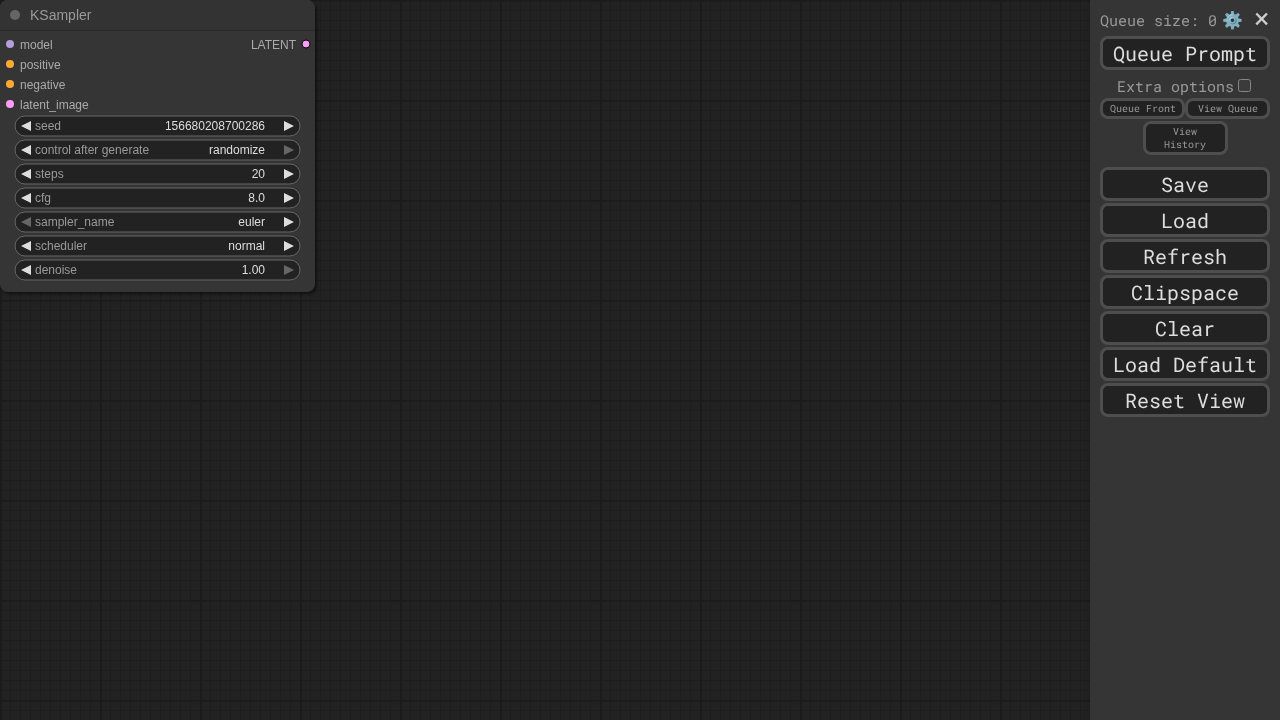 KSampler
model
LATENT
positive
negative
latent_image
seed 156680208700286
control after generate randomize
steps 20
cfg 8.0
sampler_name euler
scheduler normal
denoise 1.00
Queue size: 0
Queue Prompt
Extra options
Queue Front
View Queue
View
History
Save
Load
Refresh
Clipspace
Clear
Load Default
Reset View